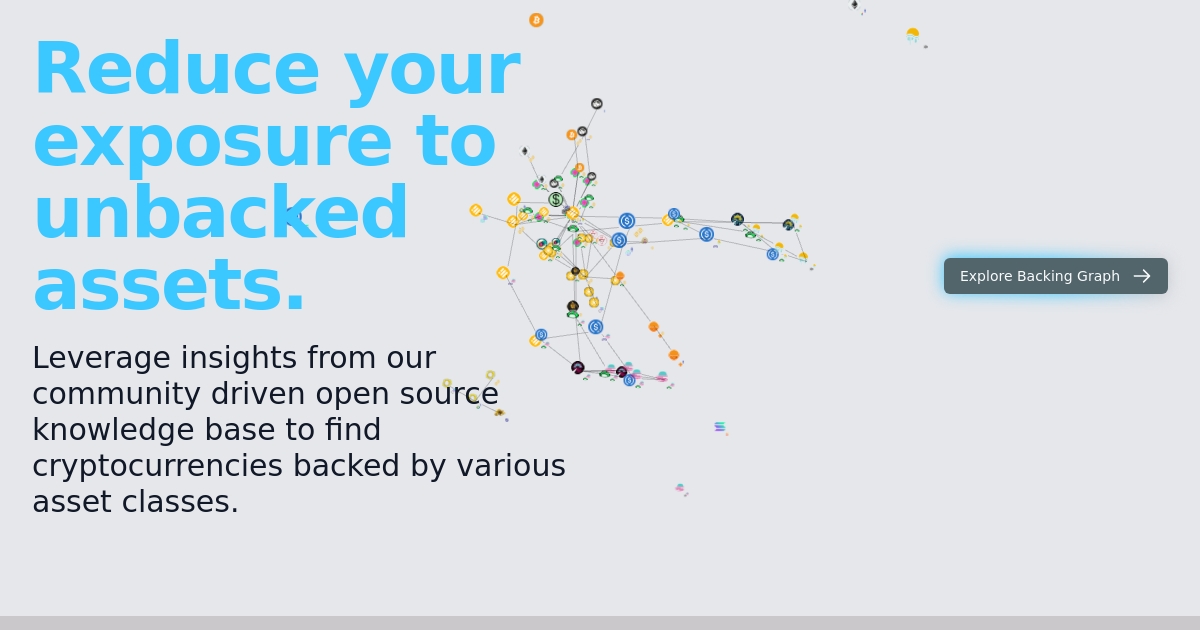 Reduce your
exposure to
unbacked
assets.
Leverage insights from our
community driven open source
knowledge base to find
cryptocurrencies backed by various
asset classes.
Explore Backing Graph